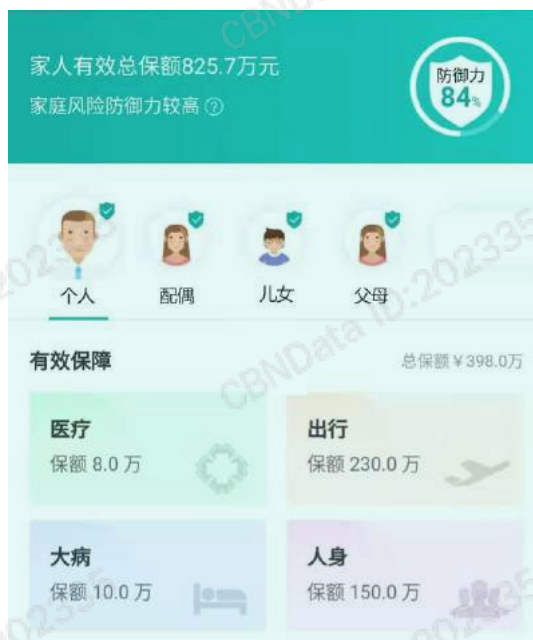 家人有效总保额825.7万元
家庭风险防御力较高?
防御力
84%
个人
配偶
儿女
父母
有效保障
总保额￥398.0万
医疗
保额 8.0 万
出行
保额 230.0 万
大病
保额 10.0 万
人身
保额 150.0 万
CBNData ID:202335